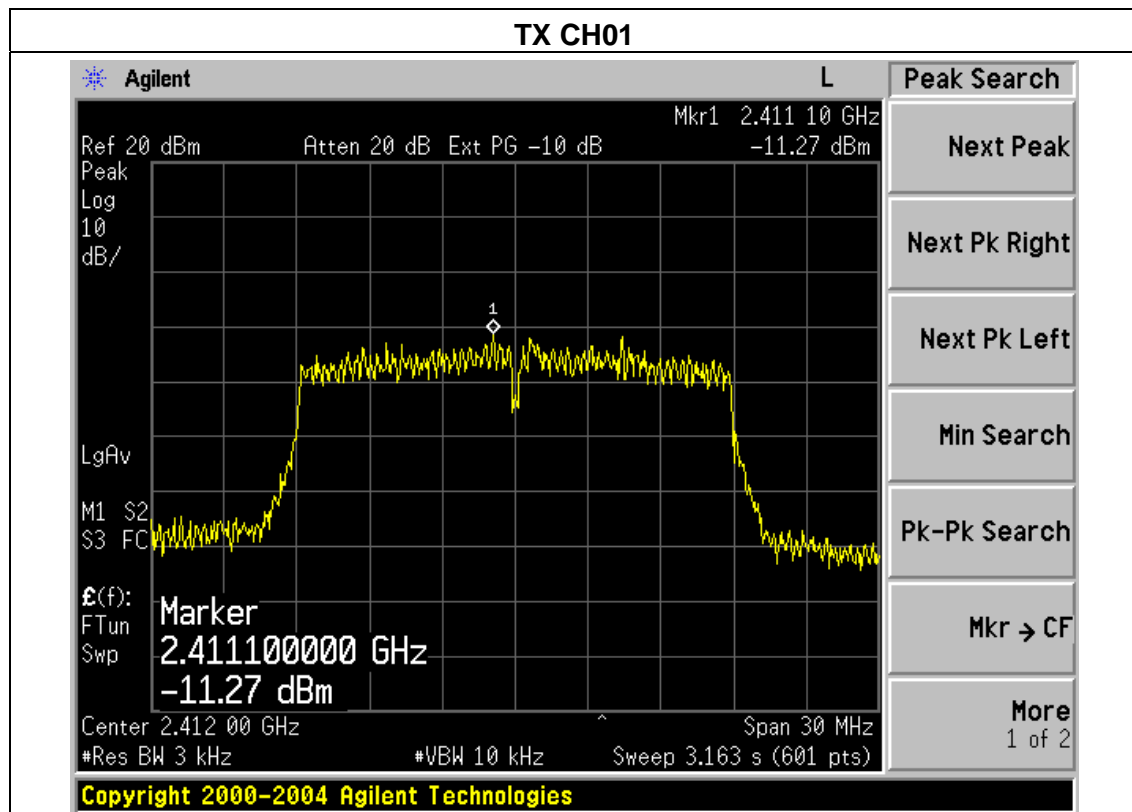 TX CH01
Agilent L Peak Search
Mkr1 2.411 10 GHz
Ref 20 dBm Atten 20 dB Ext PG -10 dB -11.27 dBm
Peak
Log
10
dB/
1
LgAv
M1 S2
S3 FC
£(f):
FTun
Swp
Marker
2.411100000 GHz
-11.27 dBm
Center 2.412 00 GHz ^ Span 30 MHz
#Res BW 3 kHz #VBW 10 kHz Sweep 3.163 s (601 pts)
Next Peak
Next Pk Right
Next Pk Left
Min Search
Pk-Pk Search
Mkr → CF
More
1 of 2
Copyright 2000-2004 Agilent Technologies